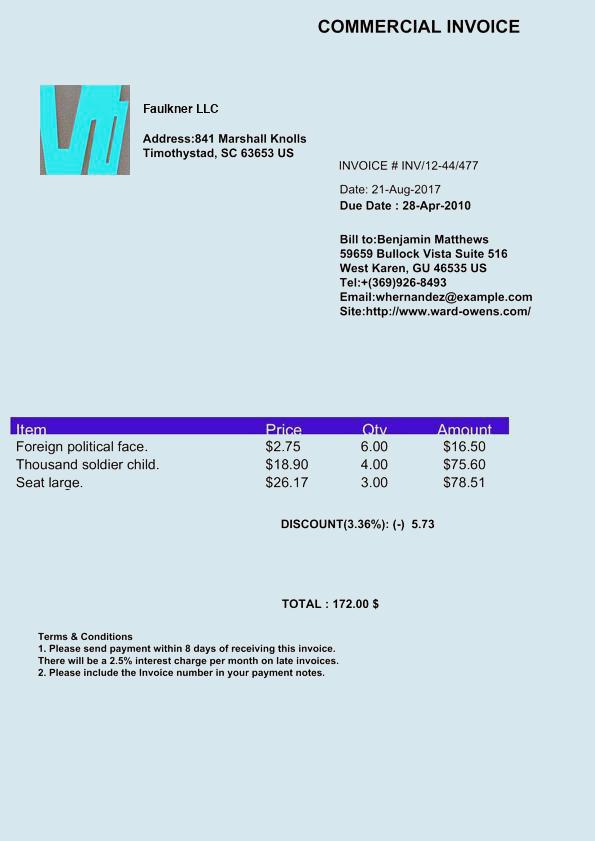 COMMERCIAL INVOICE
Faulkner LLC
Address:841 Marshall Knolls
Timothystad, SC 63653 US
INVOICE # INV/12-44/477
Date: 21-Aug-2017
Due Date : 28-Apr-2010
Bill to:Benjamin Matthews
59659 Bullock Vista Suite 516
West Karen, GU 46535 US
Tel:+(369)926-8493
Email:whernandez@example.com
Site:http://www.ward-owens.com/
Item Price Qty Amount
Foreign political face. $2.75 6.00 $16.50
Thousand soldier child. $18.90 4.00 $75.60
Seat large. $26.17 3.00 $78.51
DISCOUNT(3.36%): (-) 5.73
TOTAL : 172.00 $
Terms & Conditions
1. Please send payment within 8 days of receiving this invoice.
There will be a 2.5% interest charge per month on late invoices.
2. Please include the Invoice number in your payment notes.